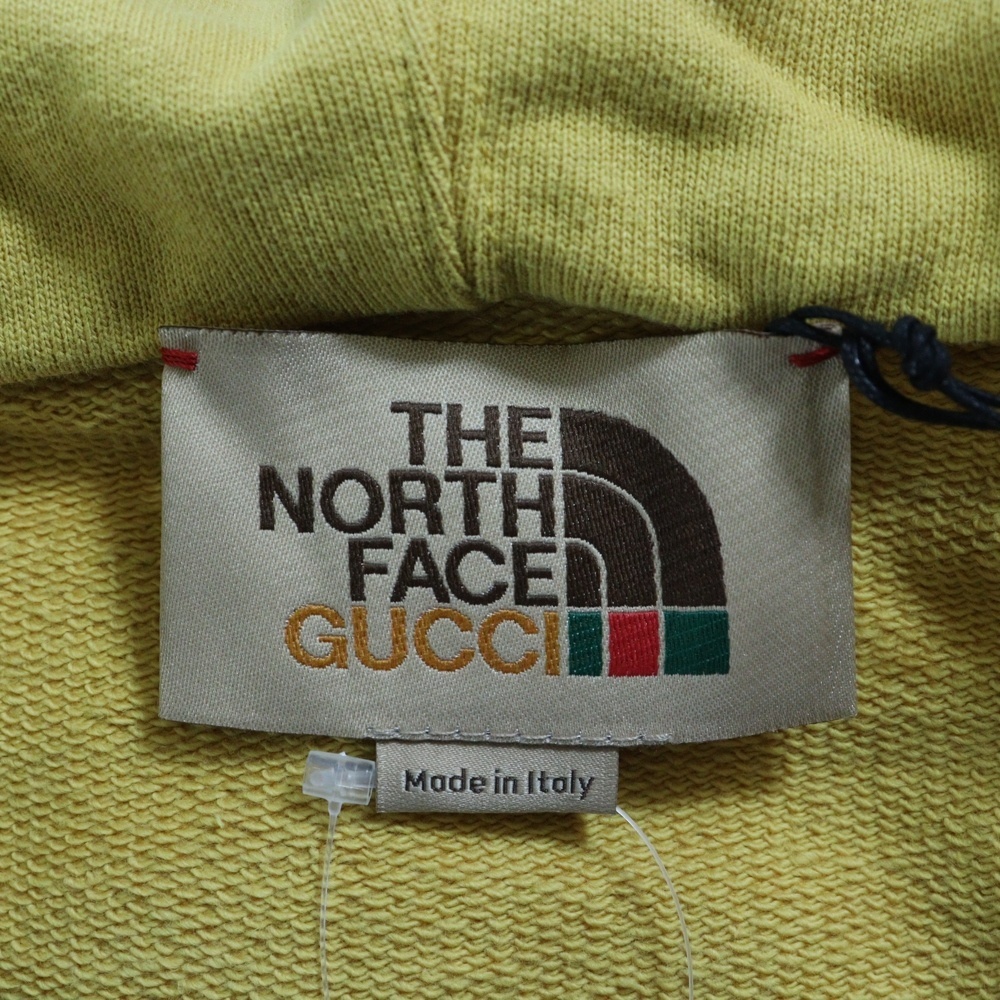 THE
NORTH
FACE
GUCCI
Made in Italy